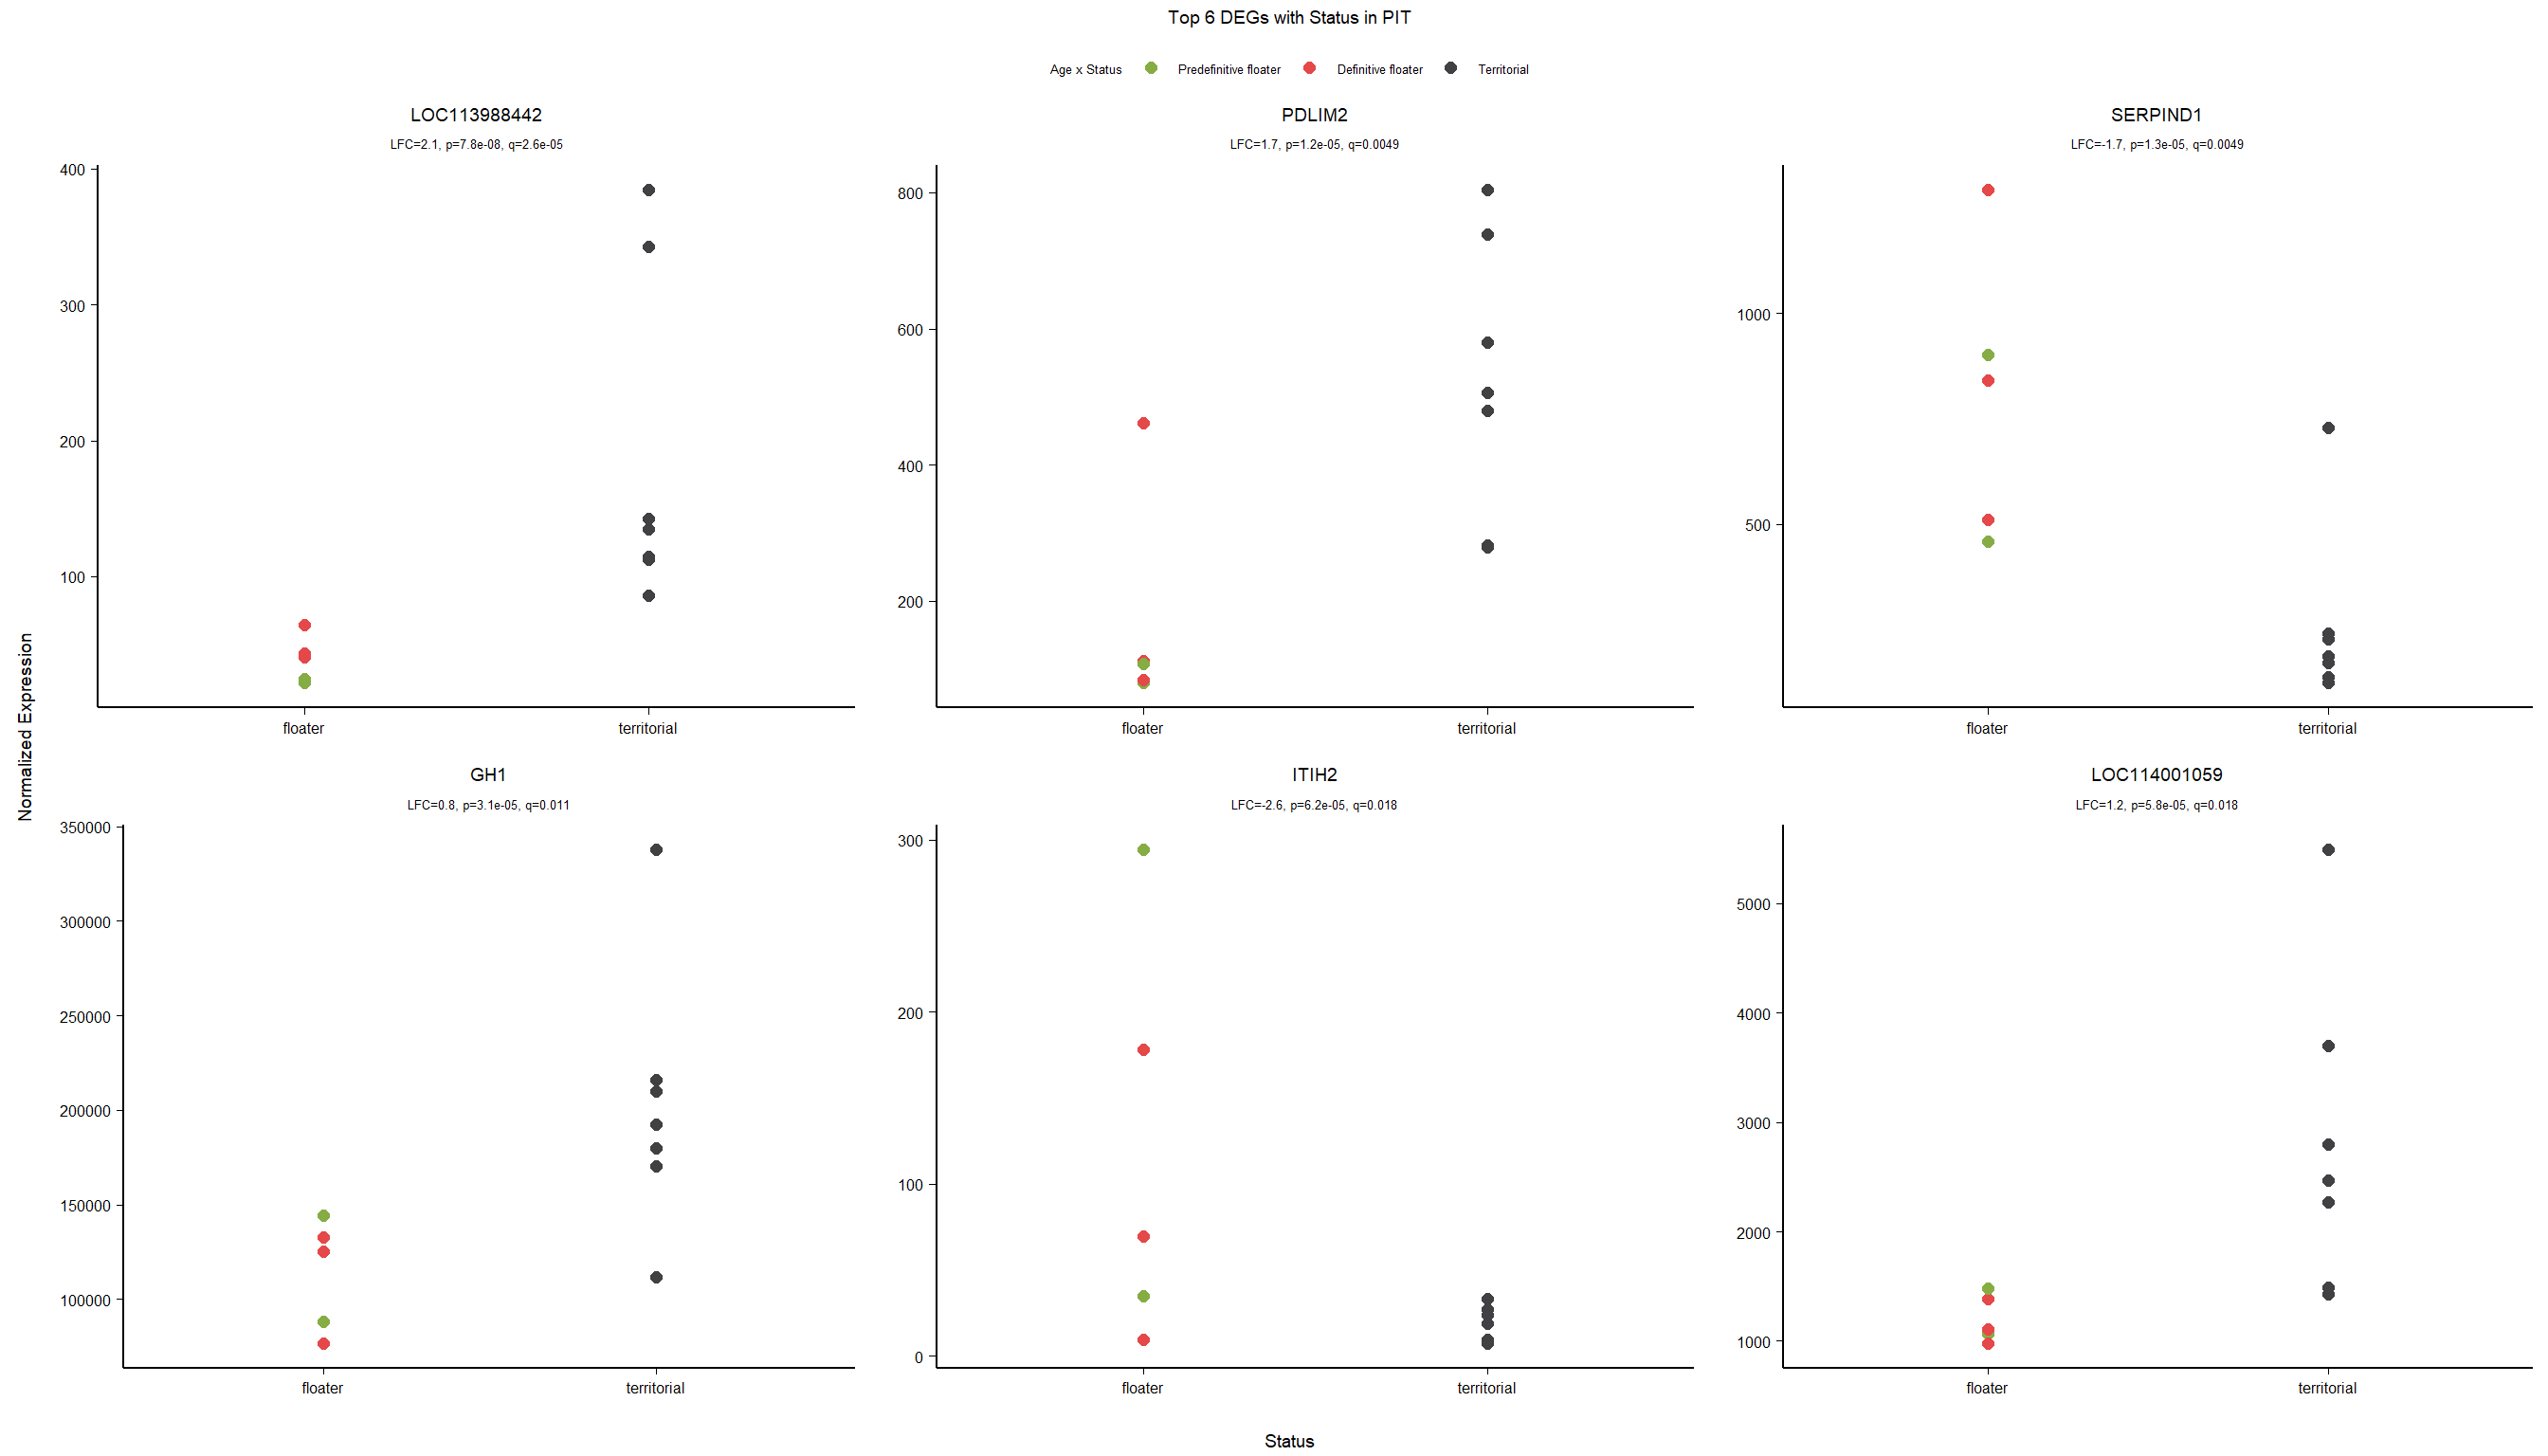 Top 6 DEGs with Status in PIT
Age x Status Predefinitive floater Definitive floater Territorial
LOC113988442
LFC=2.1, p=7.8e-08, q=2.6e-05
400
300
200
100
floater territorial
PDLIM2
LFC=1.7, p=1.2e-05, q=0.0049
800
600
400
200
floater territorial
SERPIND1
LFC=-1.7, p=1.3e-05, q=0.0049
1000
500
floater territorial
Normalized Expression
GH1
LFC=0.8, p=3.1e-05, q=0.011
350000
300000
250000
200000
150000
100000
floater territorial
ITIH2
LFC=-2.6, p=6.2e-05, q=0.018
300
200
100
0
floater territorial
LOC114001059
LFC=1.2, p=5.8e-05, q=0.018
5000
4000
3000
2000
1000
floater territorial
Status